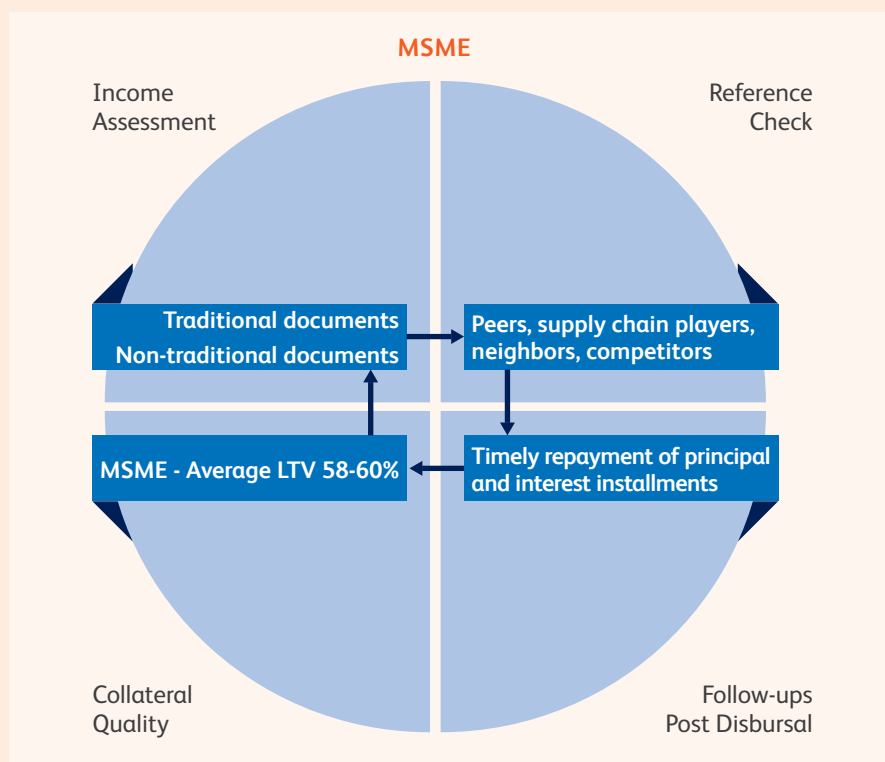 MSME
Income
Assessment
Reference
Check
Traditional documents
Non-traditional documents
Peers, supply chain players,
neighbors, competitors
MSME - Average LTV 58-60%
Timely repayment of principal
and interest installments
Collateral
Quality
Follow-ups
Post Disbursal